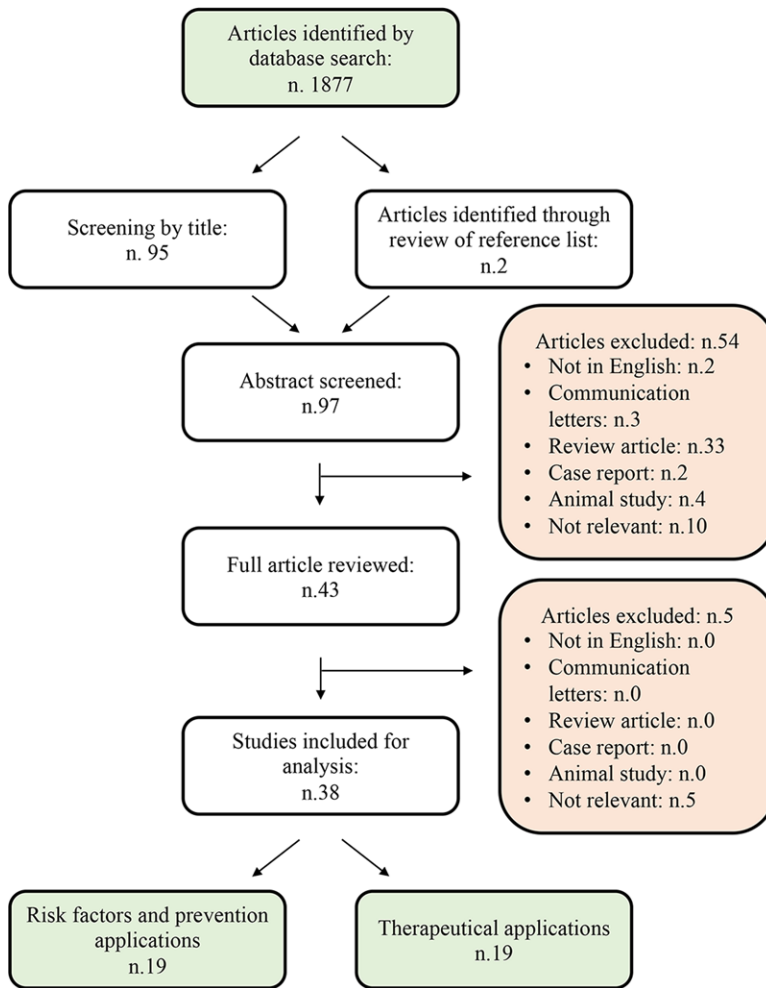 Articles identified by
database search:
n. 1877
Screening by title:
n. 95
Articles identified through
review of reference list:
n.2
Abstract screened:
n.97
Articles excluded: n.54
• Not in English: n.2
• Communication
letters: n.3
• Review article: n.33
• Case report: n.2
• Animal study: n.4
• Not relevant: n.10
Full article reviewed:
n.43
Articles excluded: n.5
• Not in English: n.0
• Communication
letters: n.0
• Review article: n.0
• Case report: n.0
• Animal study: n.0
• Not relevant: n.5
Studies included for
analysis:
n.38
Risk factors and prevention
applications
n.19
Therapeutical applications
n.19